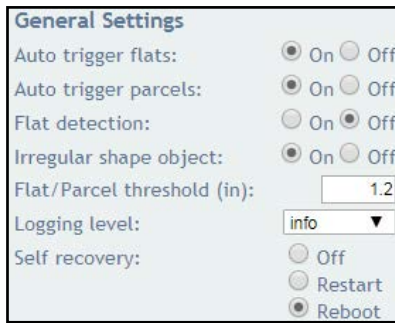 General Settings
Auto trigger flats: On Off
Auto trigger parcels: On Off
Flat detection: On Off
Irregular shape object: On Off
Flat/Parcel threshold (in): 1.2
Logging level: info
Self recovery: Off
Restart
Reboot